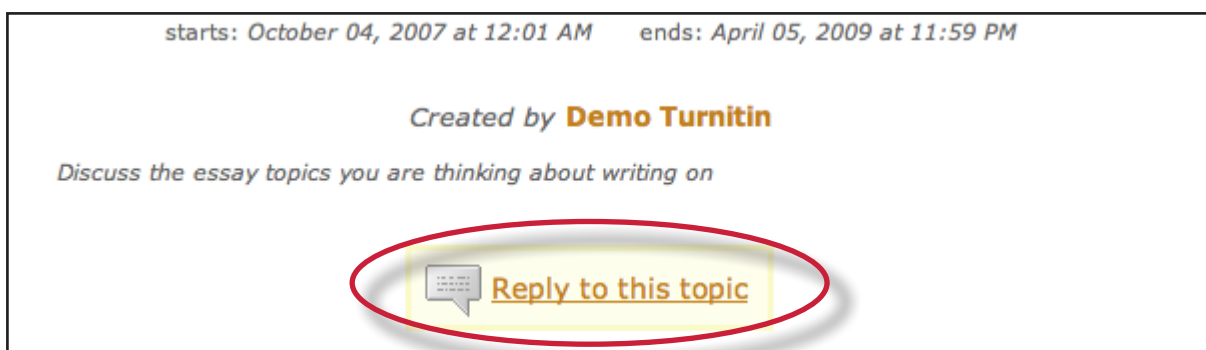 starts: October 04, 2007 at 12:01 AM ends: April 05, 2009 at 11:59 PM
Created by Demo Turnitin
Discuss the essay topics you are thinking about writing on
Reply to this topic